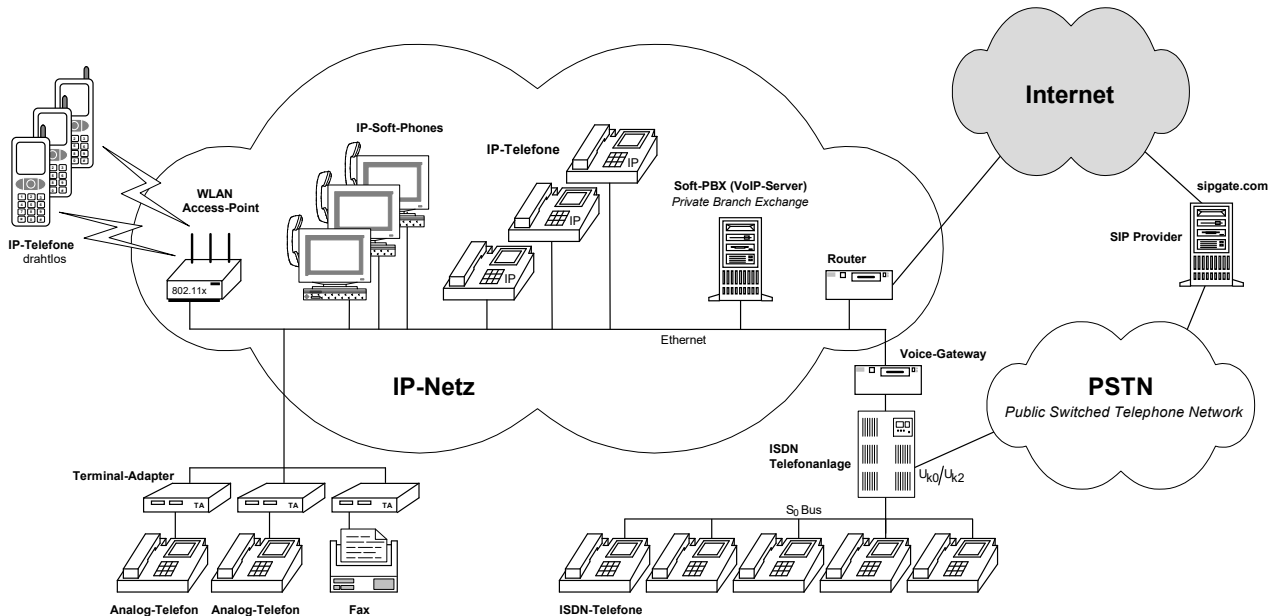 Internet
IP-Soft-Phones
IP-Telefone
IP
IP
IP
Soft-PBX (VoIP-Server)
Private Branch Exchange
sipgate.com
WLAN
Access-Point
SIP Provider
IP-Telefone
drahtlos
802.11x
Router
Ethernet
Voice-Gateway
IP-Netz
PSTN
Public Switched Telephone Network
ISDN
Telefonanlage
Uk0/Uk2
Terminal-Adapter
TA
TA
TA
S0 Bus
Analog-Telefon
Analog-Telefon
Fax
ISDN-Telefone